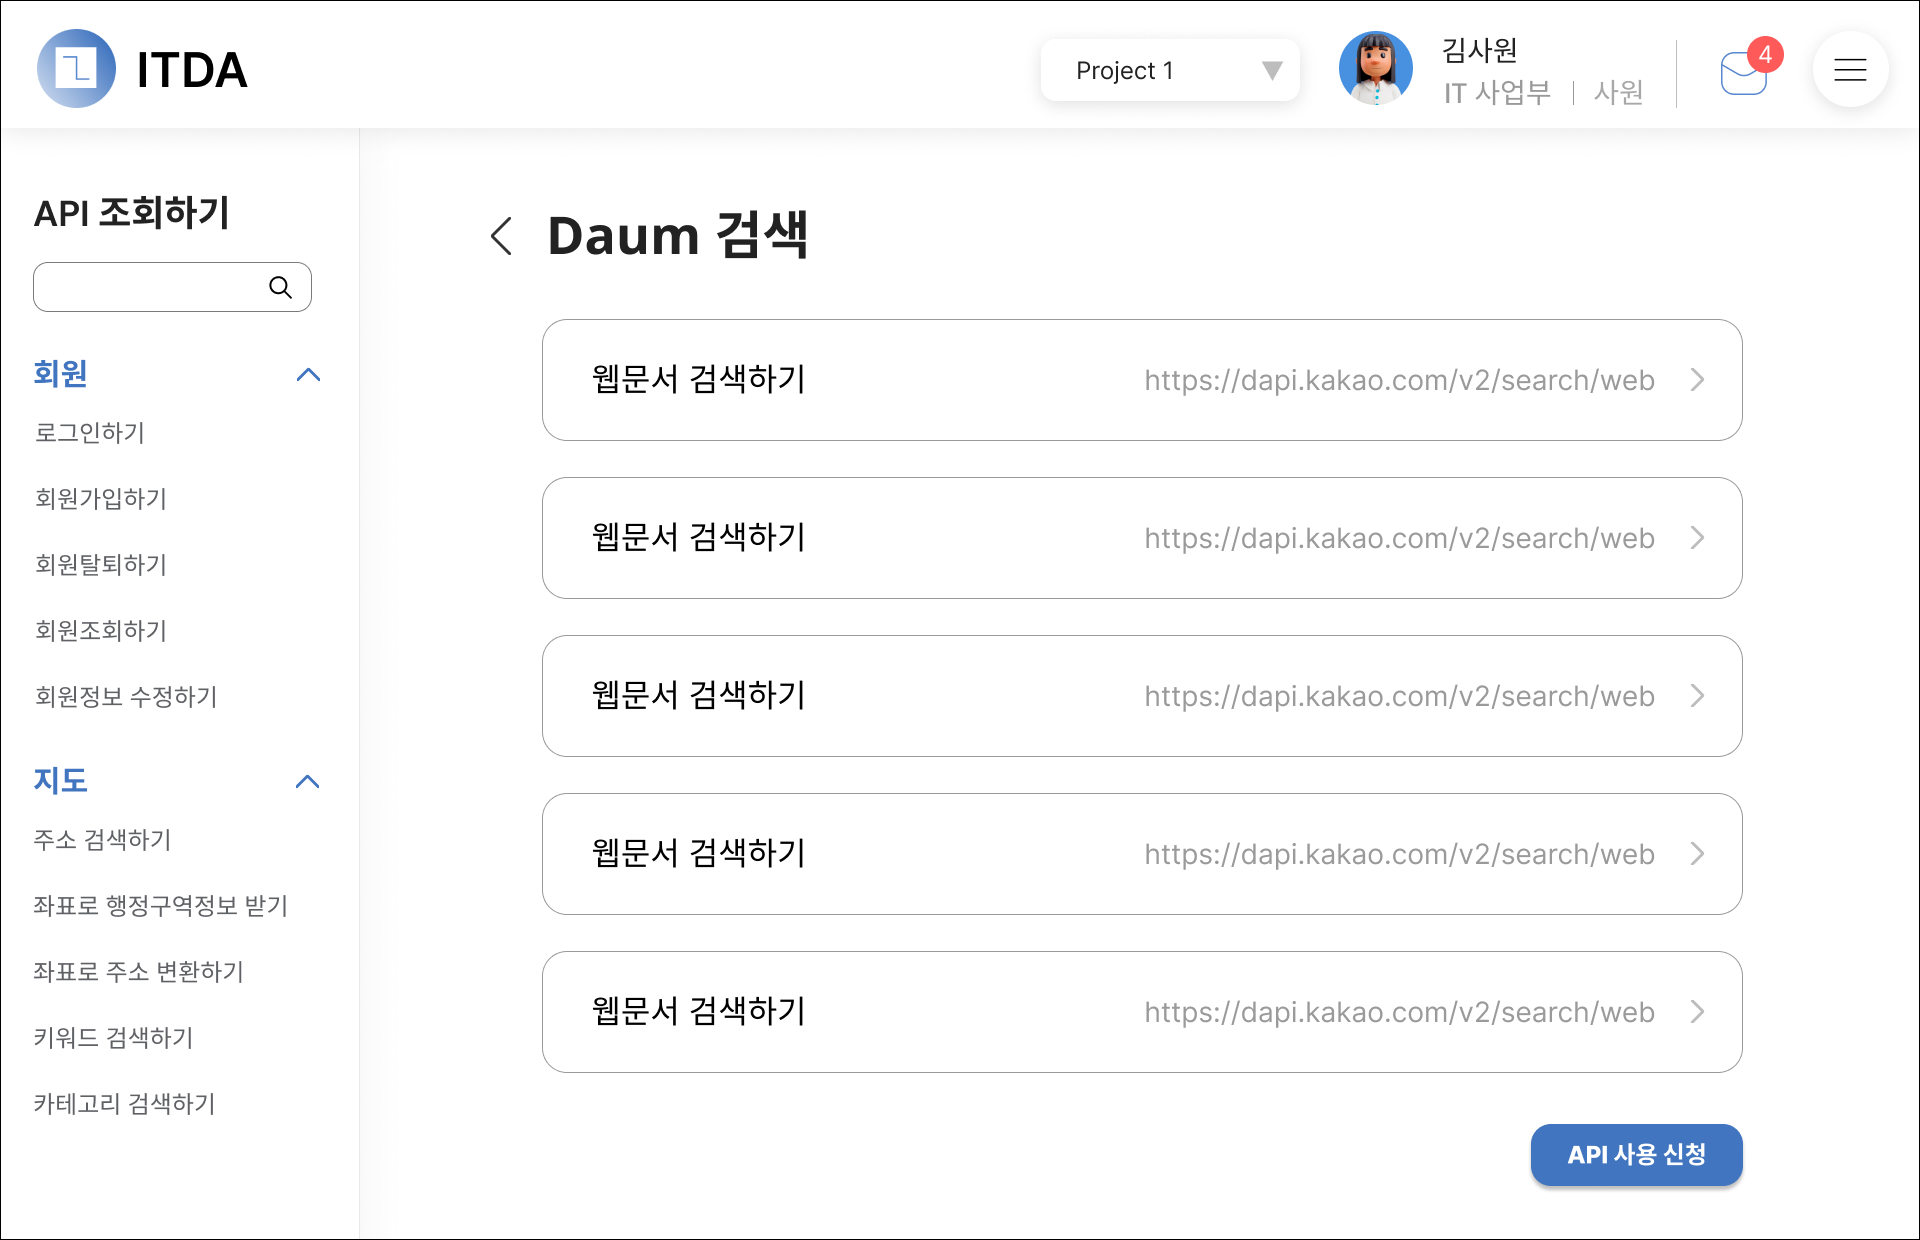 ITDA
Project 1
김사원
IT 사업부 | 사원
4
API 조회하기
회원
로그인하기
회원가입하기
회원탈퇴하기
회원조회하기
회원정보 수정하기
지도
주소 검색하기
좌표로 행정구역정보 받기
좌표로 주소 변환하기
키워드 검색하기
카테고리 검색하기
Daum 검색
웹문서 검색하기 https://dapi.kakao.com/v2/search/web
웹문서 검색하기 https://dapi.kakao.com/v2/search/web
웹문서 검색하기 https://dapi.kakao.com/v2/search/web
웹문서 검색하기 https://dapi.kakao.com/v2/search/web
웹문서 검색하기 https://dapi.kakao.com/v2/search/web
API 사용 신청